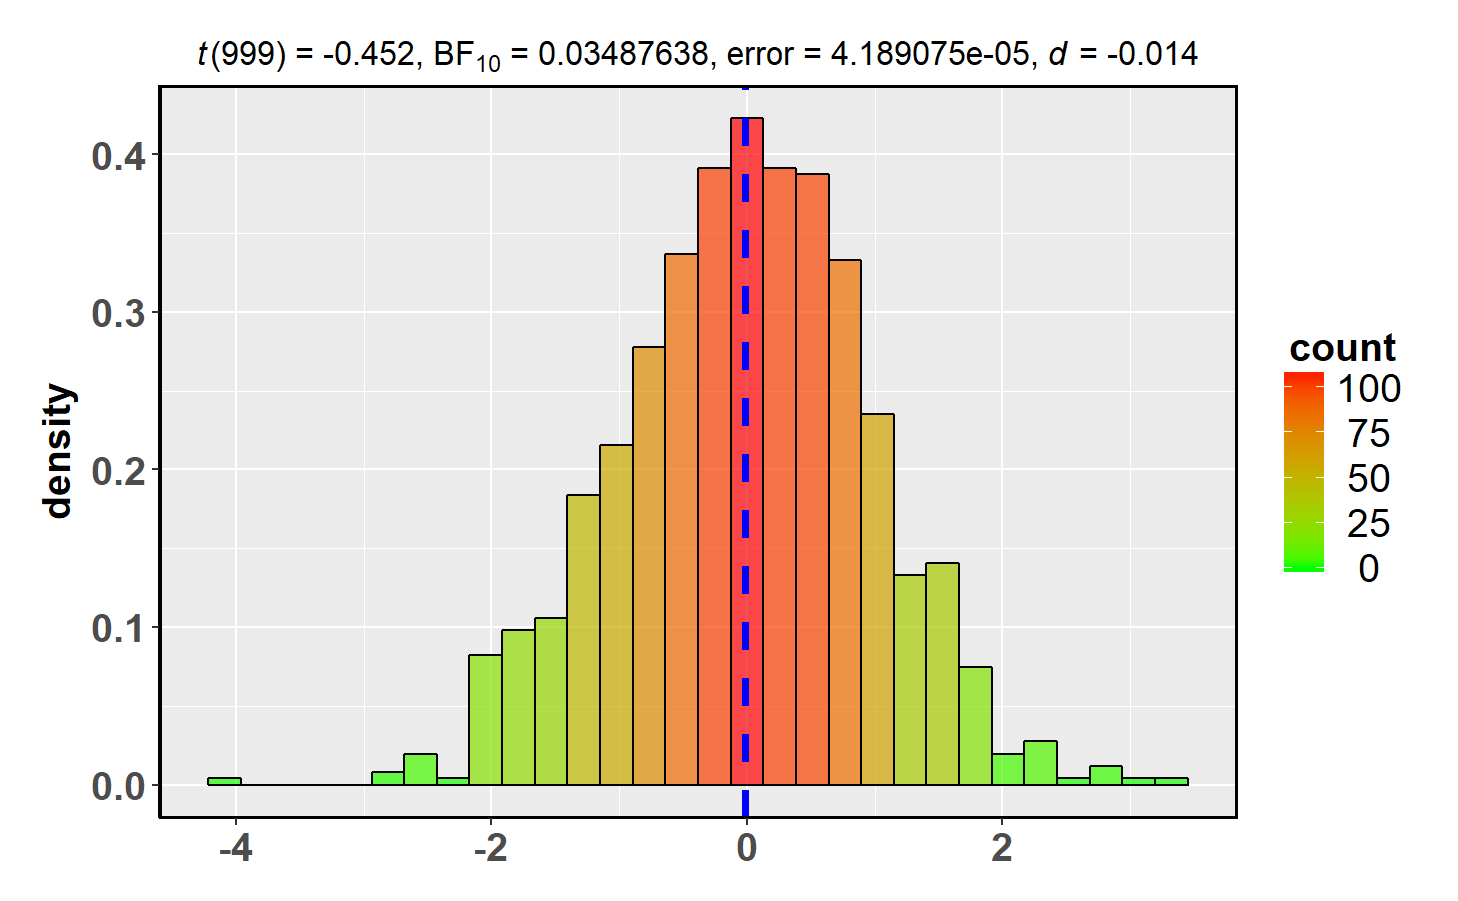 t(999) = -0.452, BF10 = 0.03487638, error = 4.189075e-05, d = -0.014
0.4
0.3
0.2
0.1
0.0
density
-4 -2 0 2
count
100
75
50
25
0